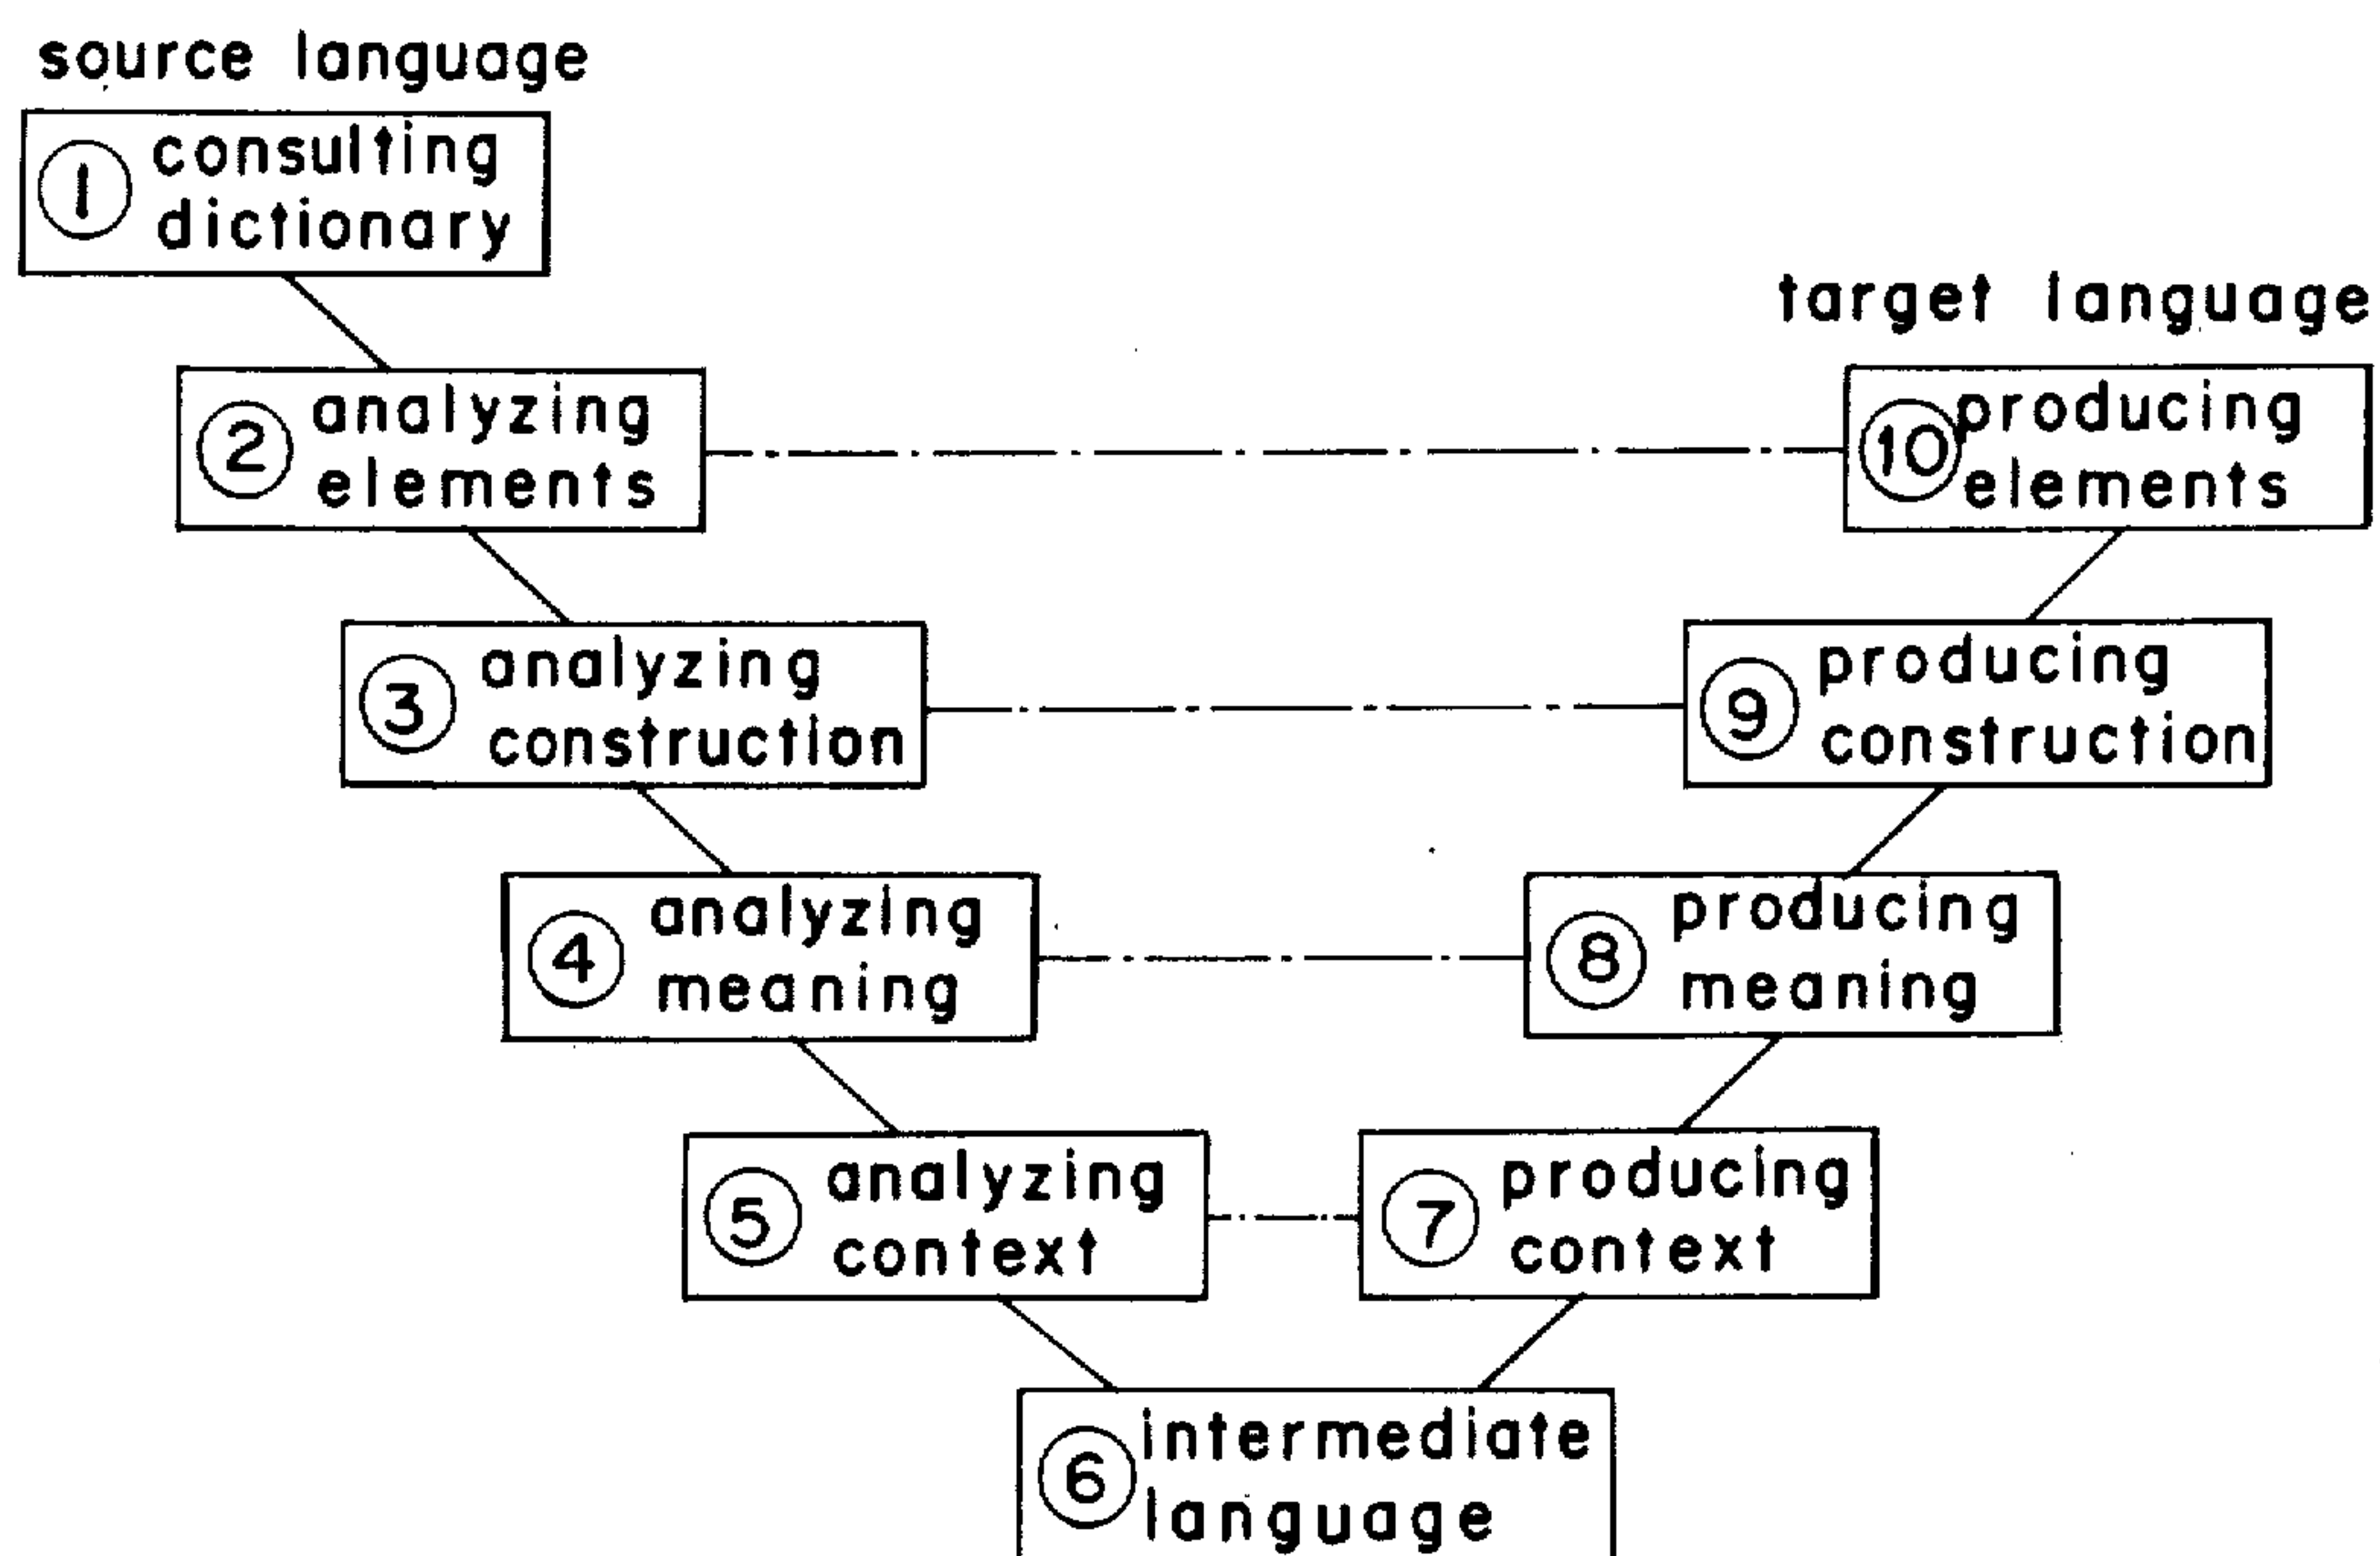 source language
① consulting
dictionary
target language
② analyzing
elements
⑩ producing
elements
③ analyzing
construction
⑨ producing
construction
④ analyzing
meaning
⑧ producing
meaning
⑤ analyzing
context
⑦ producing
context
⑥ intermediate
language